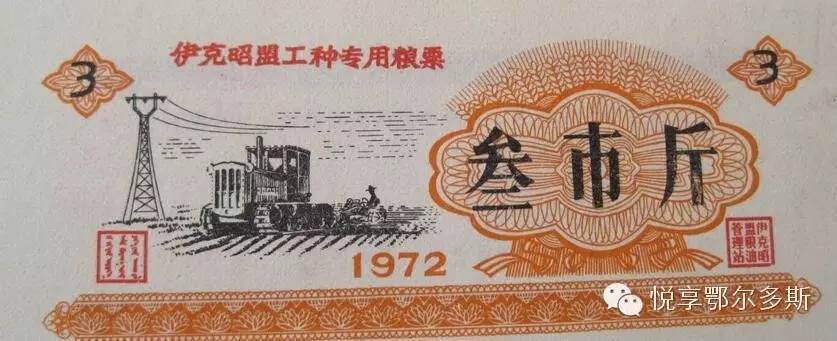 伊克昭盟工种专用粮票
3
3
叁市斤
1972
伊克昭
盟粮油
管理站
悦享鄂尔多斯